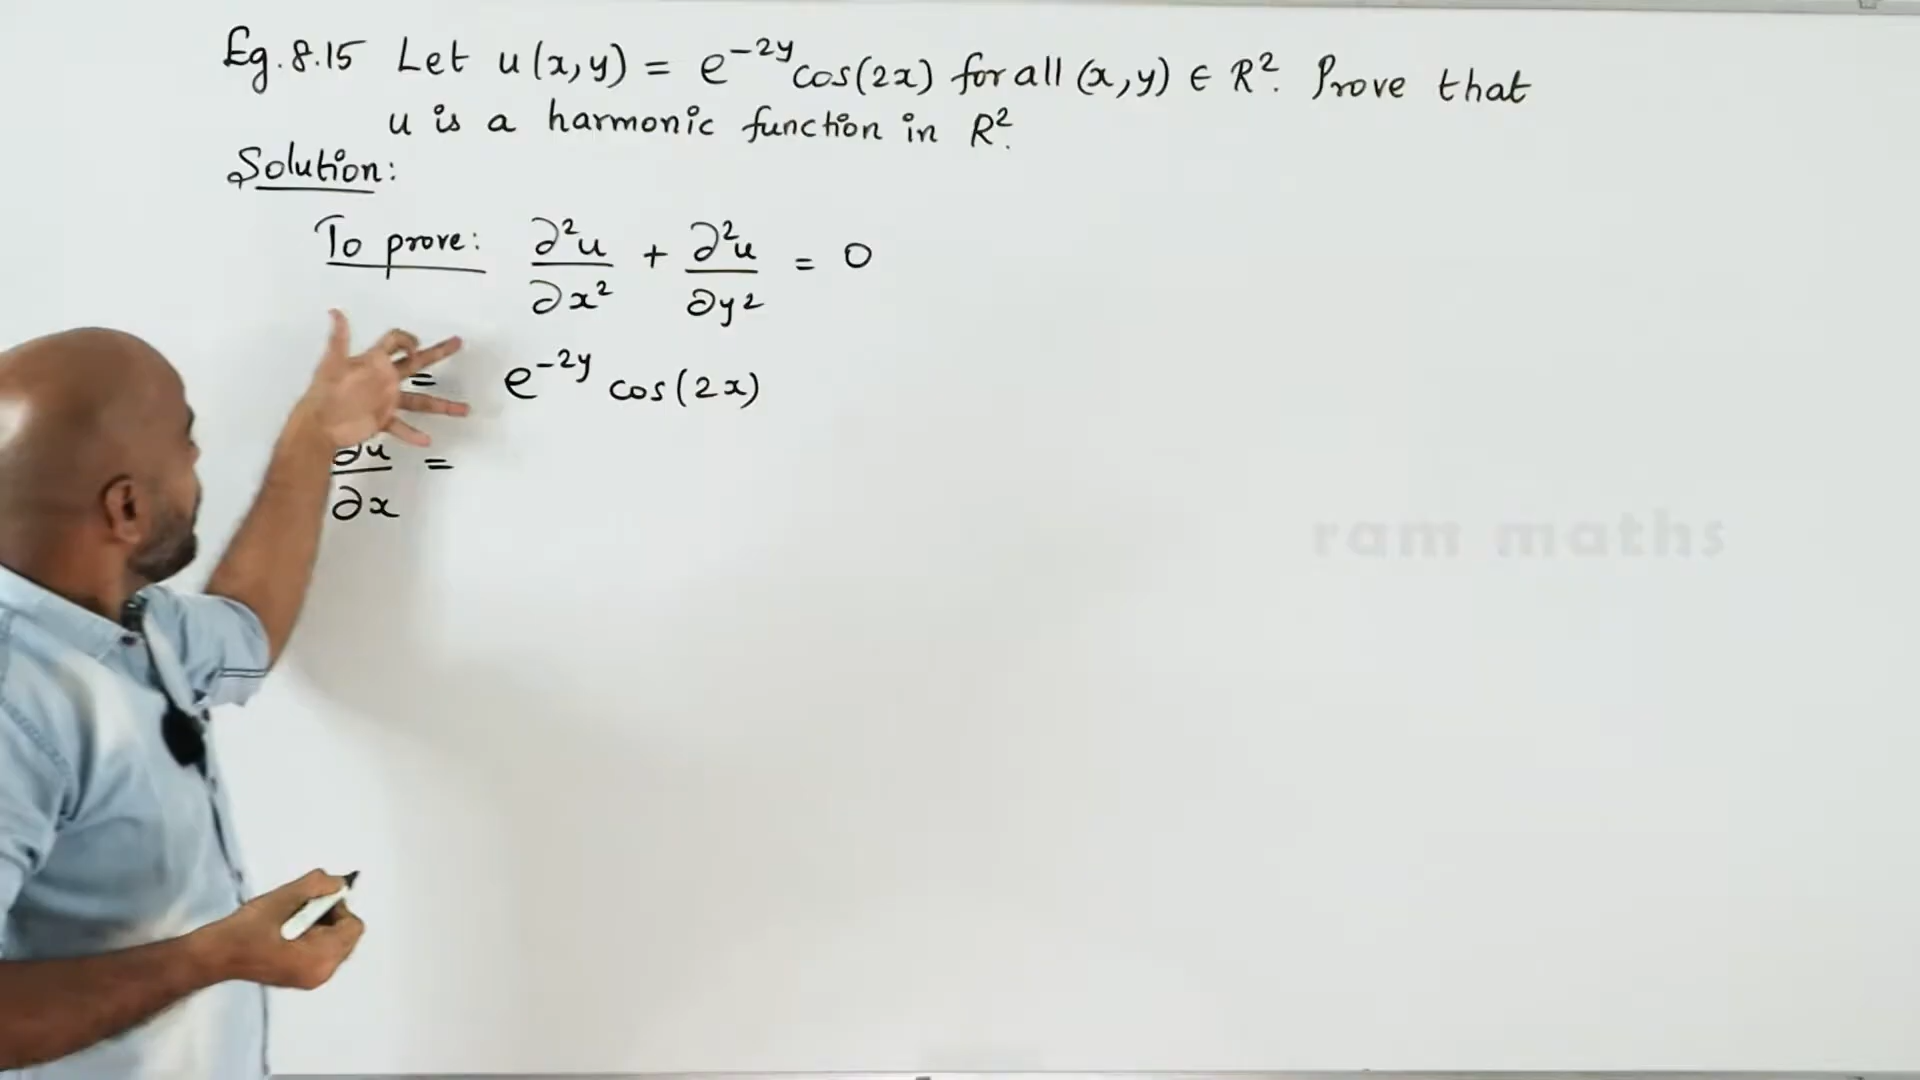 Eg. 8.15 Let u(x,y) = e⁻²ʸ cos(2x) for all (x,y) ∈ R². Prove that
u is a harmonic function in R².
Solution:
To prove: ∂²u/∂x² + ∂²u/∂y² = 0
= e⁻²ʸ cos(2x)
∂u/∂x =
ram maths